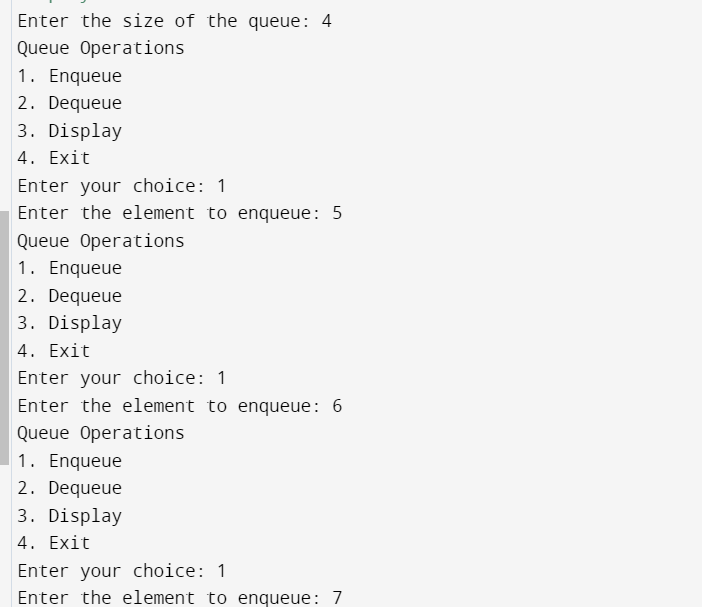 Enter the size of the queue: 4
Queue Operations
1. Enqueue
2. Dequeue
3. Display
4. Exit
Enter your choice: 1
Enter the element to enqueue: 5
Queue Operations
1. Enqueue
2. Dequeue
3. Display
4. Exit
Enter your choice: 1
Enter the element to enqueue: 6
Queue Operations
1. Enqueue
2. Dequeue
3. Display
4. Exit
Enter your choice: 1
Enter the element to enqueue: 7